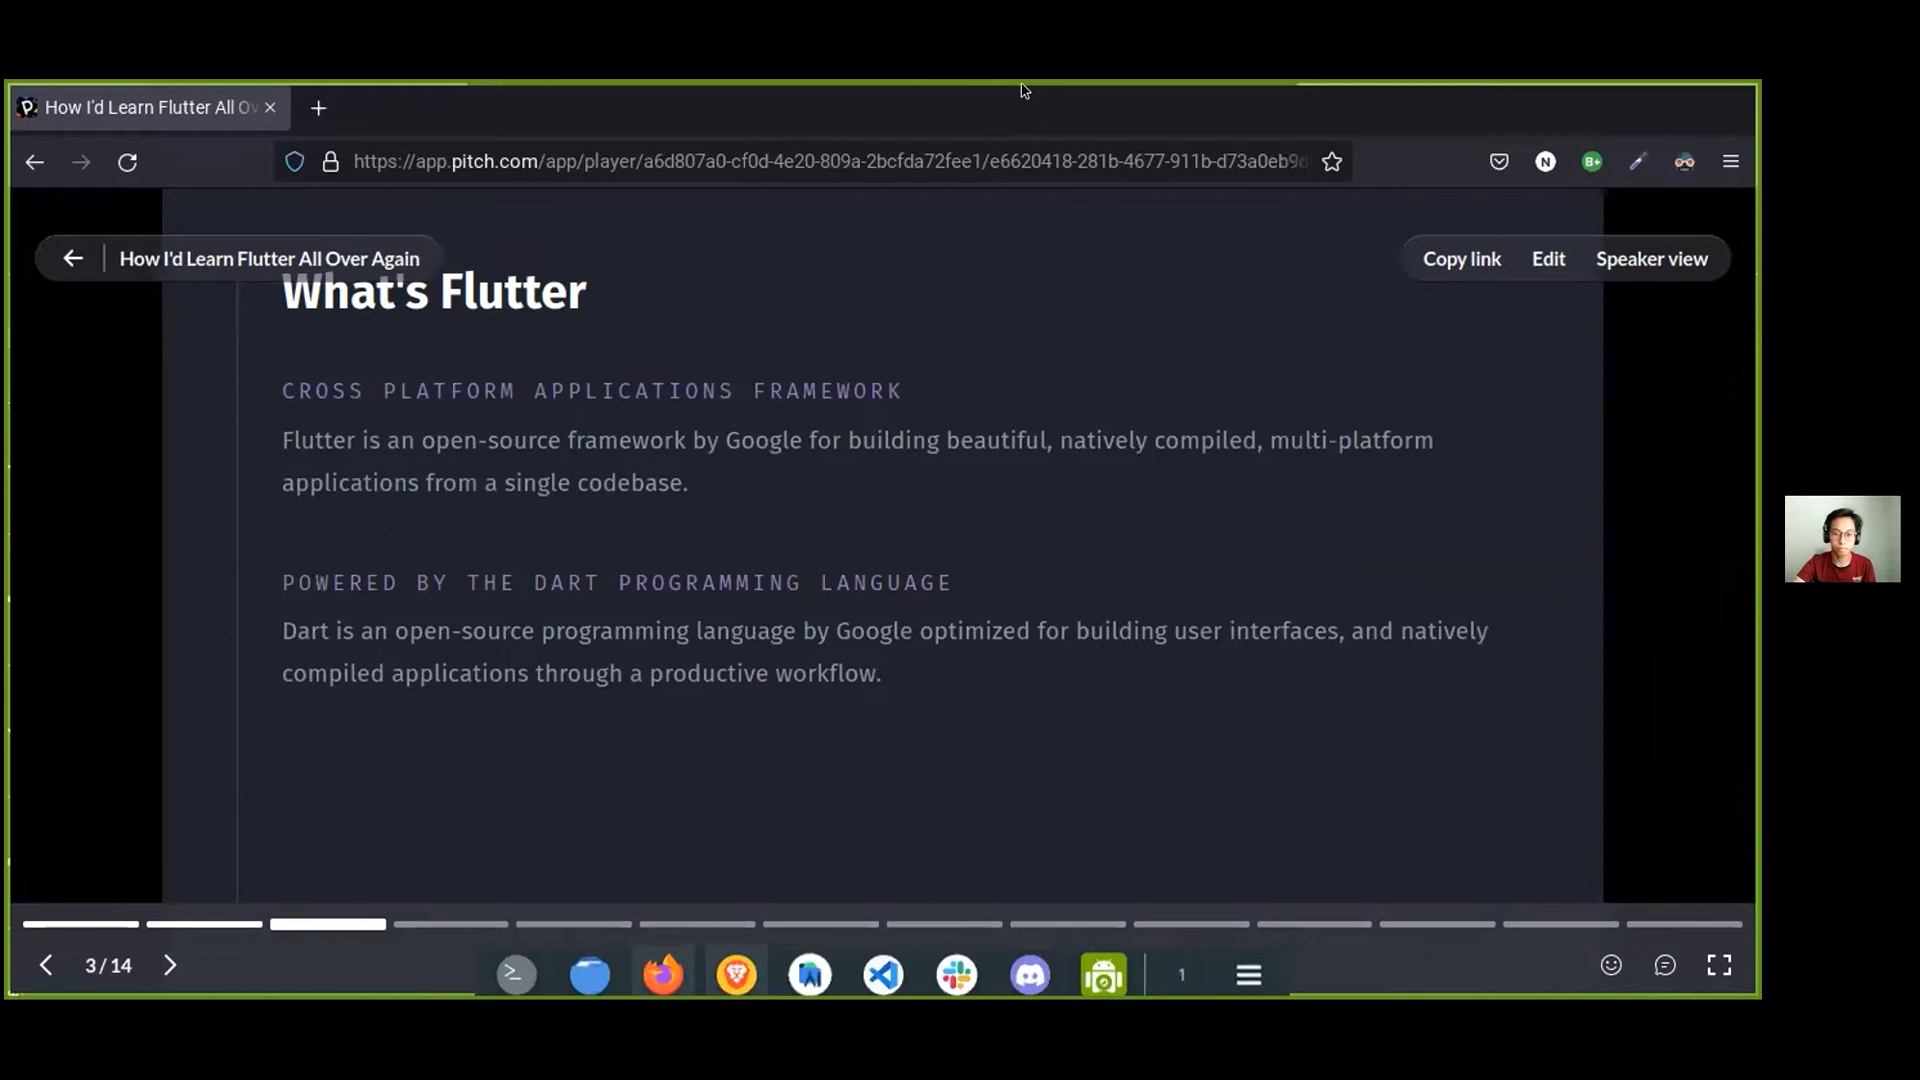 How I'd Learn Flutter All Ov
https://app.pitch.com/app/player/a6d807a0-cf0d-4e20-809a-2bcfda72fee1/e6620418-281b-4677-911b-d73a0eb9d
N
B+
How I'd Learn Flutter All Over Again
Copy link Edit Speaker view
What's Flutter
CROSS PLATFORM APPLICATIONS FRAMEWORK
Flutter is an open-source framework by Google for building beautiful, natively compiled, multi-platform
applications from a single codebase.
POWERED BY THE DART PROGRAMMING LANGUAGE
Dart is an open-source programming language by Google optimized for building user interfaces, and natively
compiled applications through a productive workflow.
3 / 14
1